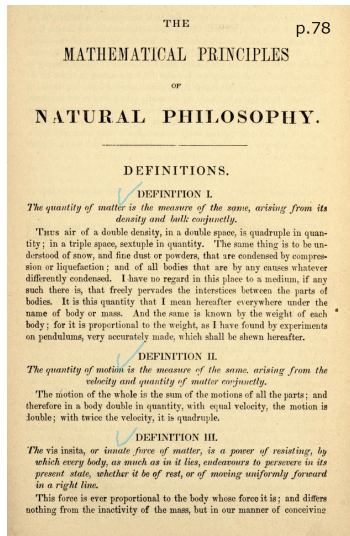 THE
p.78
MATHEMATICAL PRINCIPLES
OF
NATURAL PHILOSOPHY.
DEFINITIONS.
DEFINITION I.
The quantity of matter is the measure of the same, arising from its
density and bulk conjunctly.
THUS air of a double density, in a double space, is quadruple in quan-
tity; in a triple space, sextuple in quantity. The same thing is to be un-
derstood of snow, and fine dust or powders, that are condensed by compres-
sion or liquefaction; and of all bodies that are by any causes whatever
differently condensed. I have no regard in this place to a medium, if any
such there is, that freely pervades the interstices between the parts of
bodies. It is this quantity that I mean hereafter everywhere under the
name of body or mass. And the same is known by the weight of each
body; for it is proportional to the weight, as I have found by experiments
on pendulums, very accurately made, which shall be shewn hereafter.
DEFINITION II.
The quantity of motion is the measure of the same, arising from the
velocity and quantity of matter conjunctly.
The motion of the whole is the sum of the motions of all the parts; and
therefore in a body double in quantity, with equal velocity, the motion is
double; with twice the velocity, it is quadruple.
DEFINITION III.
The vis insita, or innate force of matter, is a power of resisting, by
which every body, as much as in it lies, endeavours to persevere in its
present state, whether it be of rest, or of moving uniformly forward
in a right line.
This force is ever proportional to the body whose force it is; and differs
nothing from the inactivity of the mass, but in our manner of conceiving